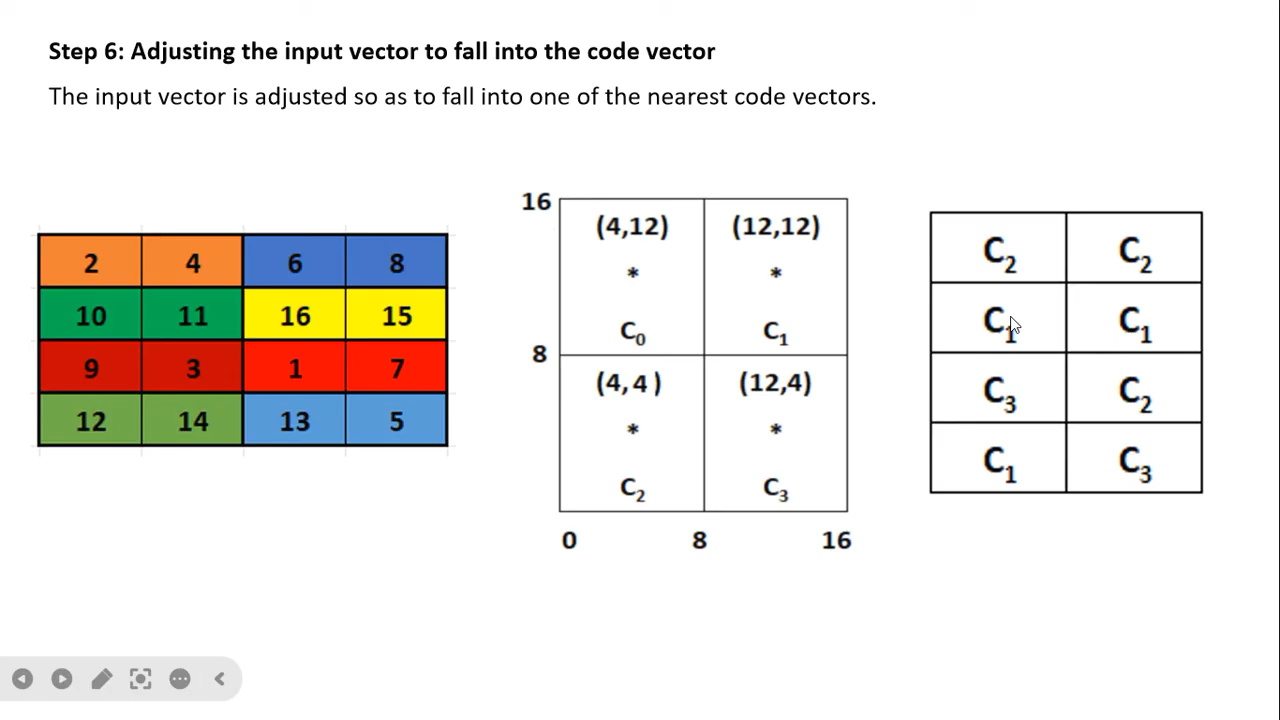 Step 6: Adjusting the input vector to fall into the code vector
The input vector is adjusted so as to fall into one of the nearest code vectors.
2 4 6 8
10 11 16 15
9 3 1 7
12 14 13 5
16
(4,12) (12,12)
* *
C₀ C₁
8
(4,4) (12,4)
* *
C₂ C₃
0 8 16
C₂ C₂
C₁ C₁
C₃ C₂
C₁ C₃